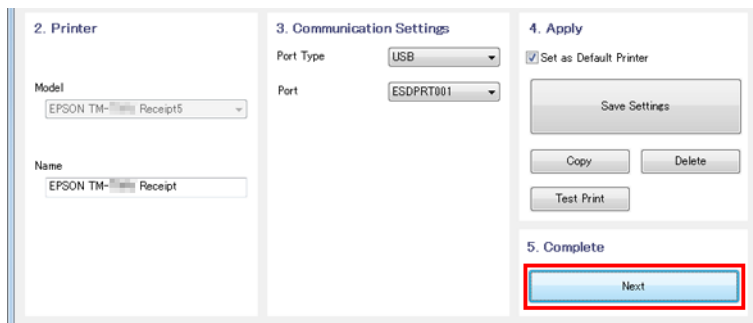 2. Printer
Model
EPSON TM- Receipt5
Name
EPSON TM- Receipt
3. Communication Settings
Port Type USB
Port ESDPRT001
4. Apply
Set as Default Printer
Save Settings
Copy Delete
Test Print
5. Complete
Next